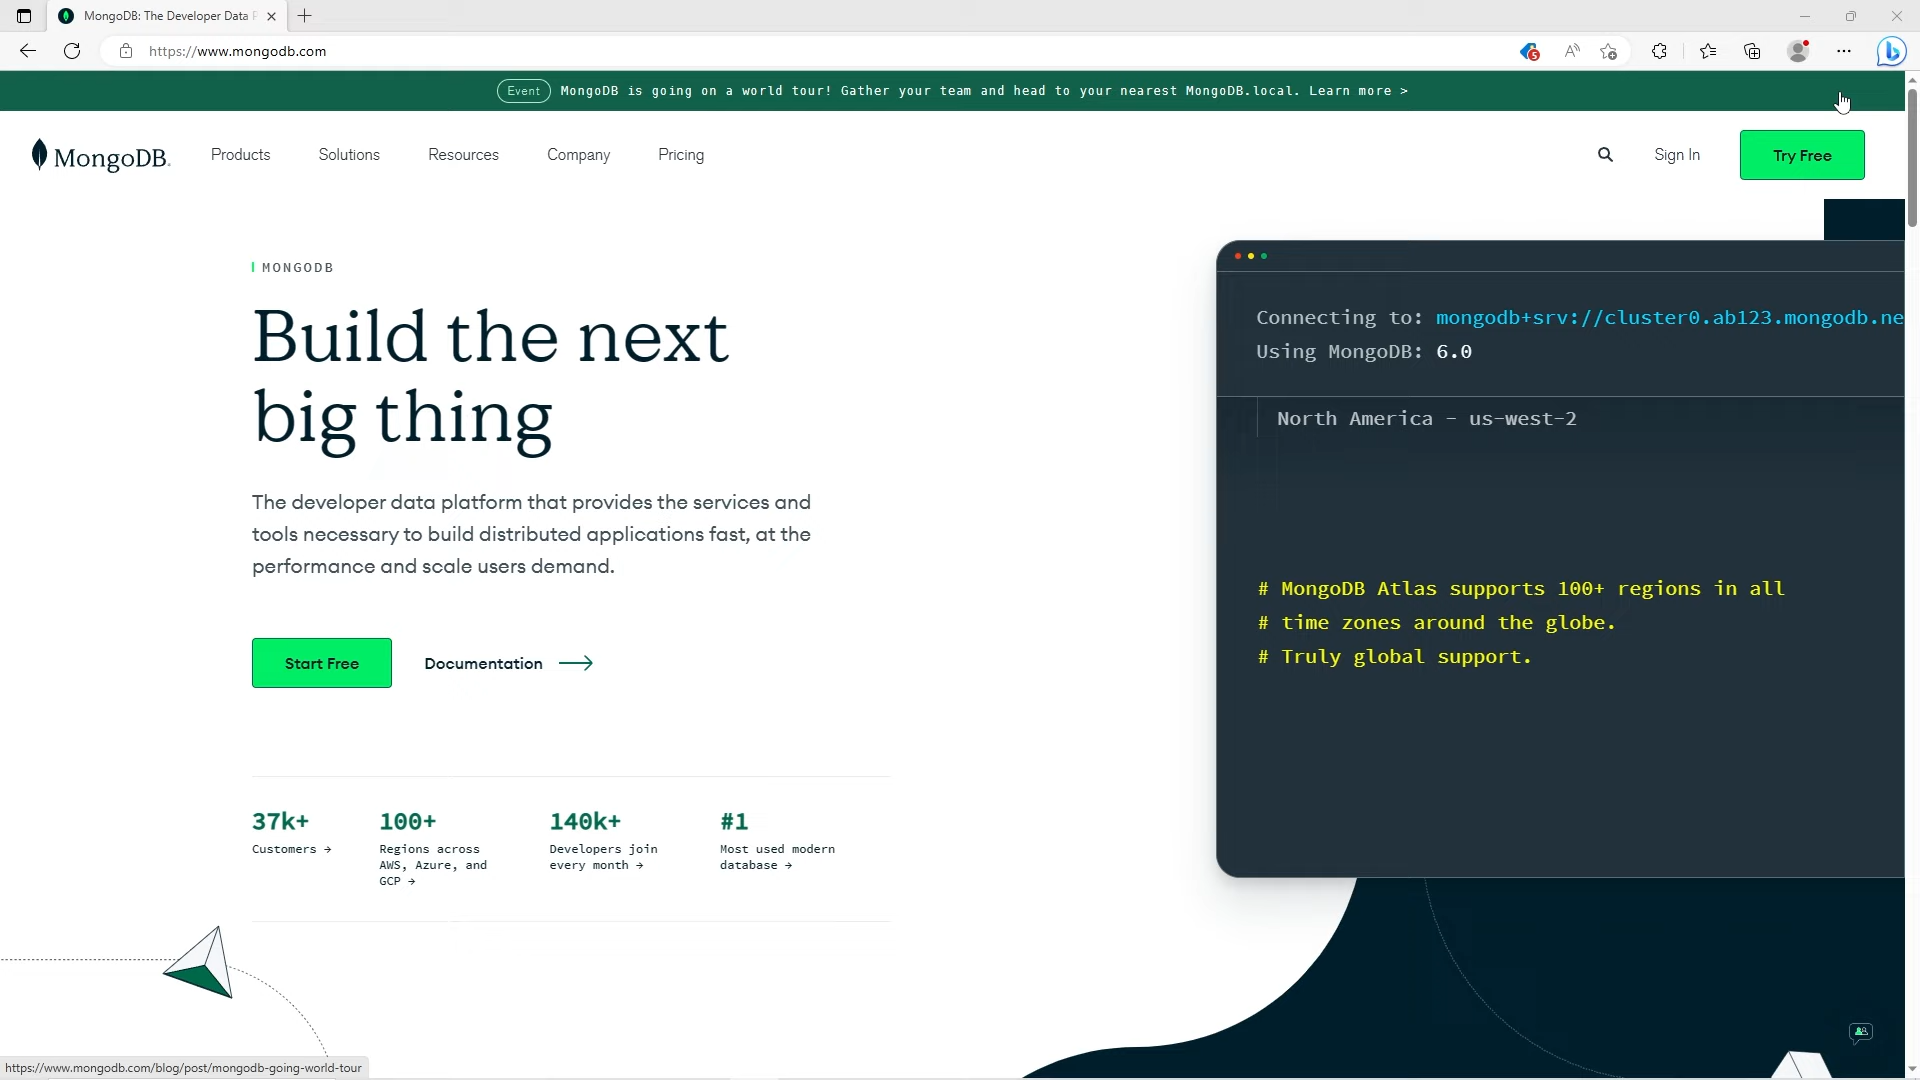 MongoDB: The Developer Data P
https://www.mongodb.com
Event MongoDB is going on a world tour! Gather your team and head to your nearest MongoDB.local. Learn more >
MongoDB.
Products
Solutions
Resources
Company
Pricing
Sign In
Try Free
MONGODB
Build the next
big thing
The developer data platform that provides the services and
tools necessary to build distributed applications fast, at the
performance and scale users demand.
Start Free
Documentation
37k+
Customers →
100+
Regions across
AWS, Azure, and
GCP →
140k+
Developers join
every month →
#1
Most used modern
database →
Connecting to: mongodb+srv://cluster0.ab123.mongodb.ne
Using MongoDB: 6.0
North America - us-west-2
# MongoDB Atlas supports 100+ regions in all
# time zones around the globe.
# Truly global support.
https://www.mongodb.com/blog/post/mongodb-going-world-tour